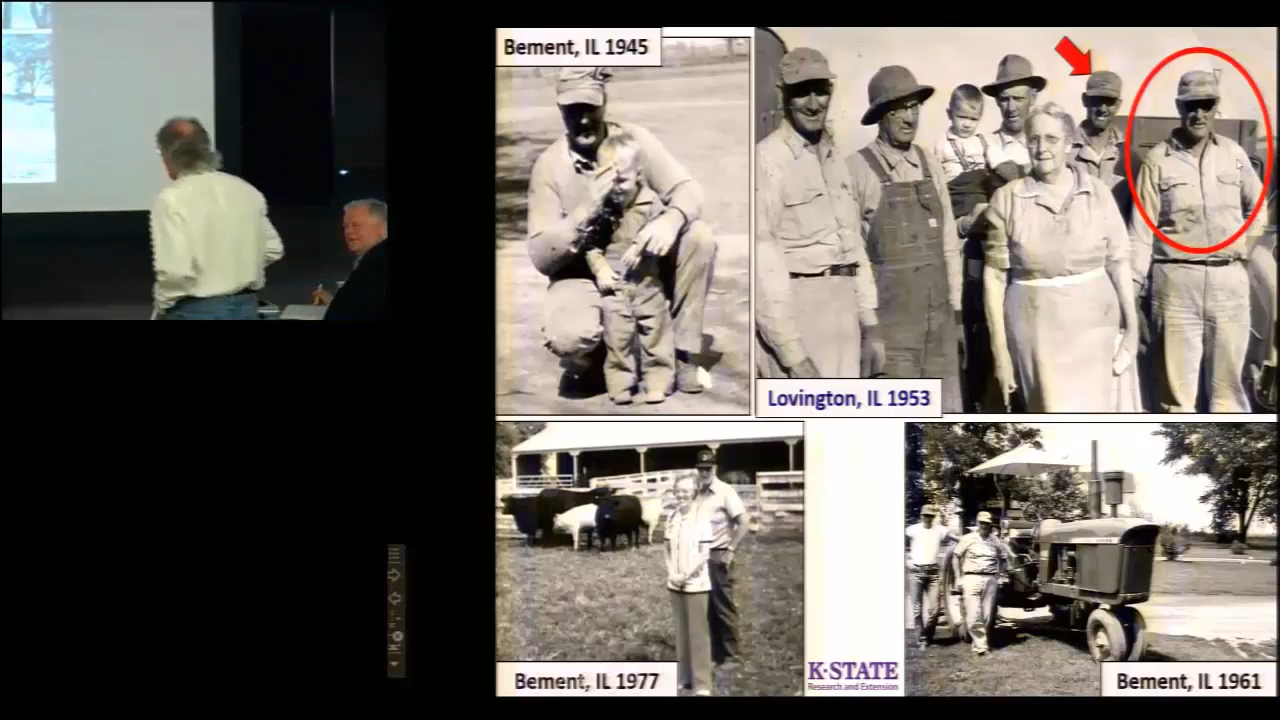 Bement, IL 1945
Lovington, IL 1953
Bement, IL 1977
K·STATE
Research and Extension
Bement, IL 1961